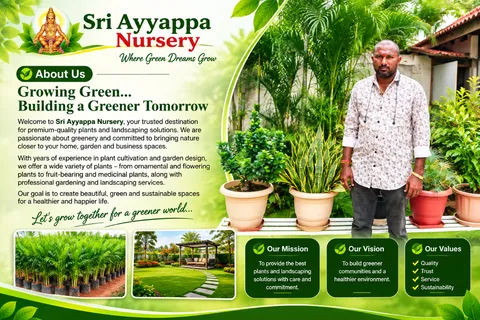 Sri Ayyappa
Nursery
Where Green Dreams Grow
About Us
Growing Green...
Building a Greener Tomorrow
Welcome to Sri Ayyappa Nursery, your trusted destination
for premium-quality plants and landscaping solutions. We are
passionate about greenery and committed to bringing nature
closer to your home, garden and business spaces.
With years of experience in plant cultivation and garden design,
we offer a wide variety of plants – from ornamental and flowering
plants to fruit-bearing and medicinal plants, along with
professional gardening and landscaping services.
Our goal is to create beautiful, green and sustainable spaces
for a healthier and happier life.
Let's grow together for a greener world...
Our Mission
To provide the best
plants and landscaping
solutions with care and
commitment.
Our Vision
To build greener
communities and a
healthier environment.
Our Values
Quality
Trust
Service
Sustainability